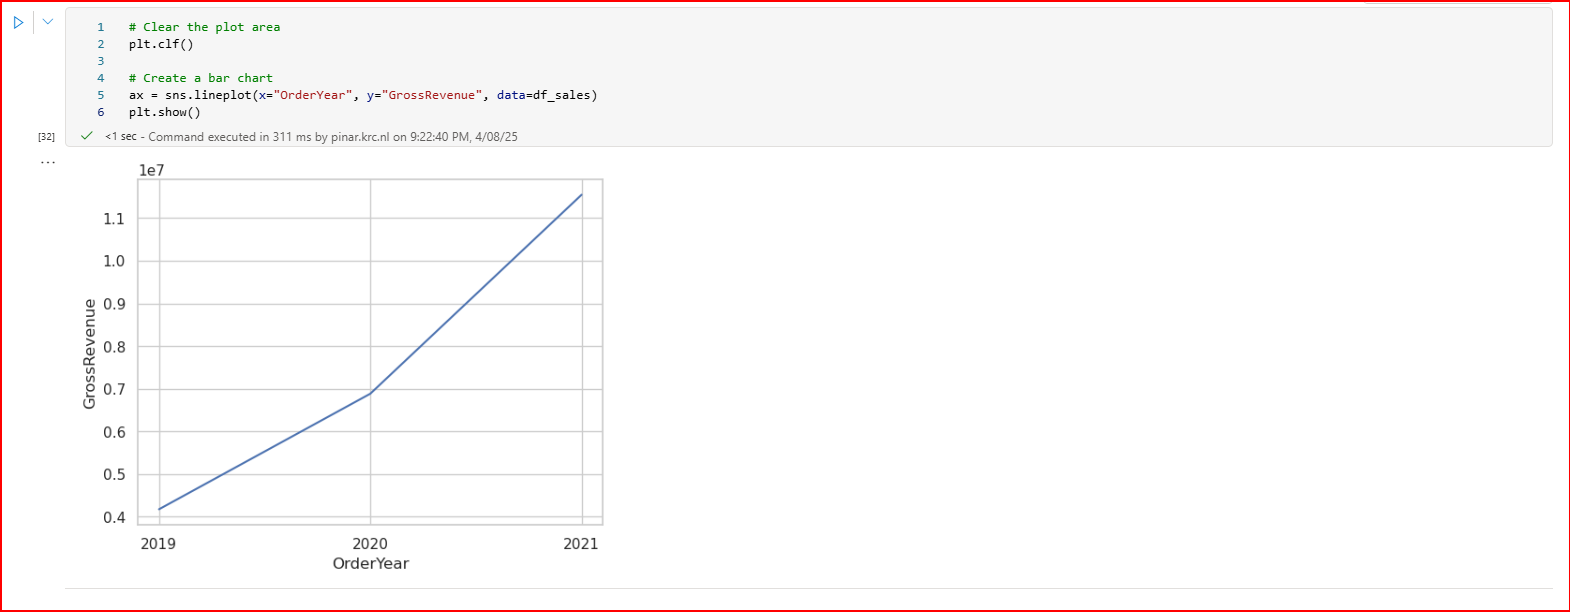 1 # Clear the plot area
2 plt.clf()
3
4 # Create a bar chart
5 ax = sns.lineplot(x="OrderYear", y="GrossRevenue", data=df_sales)
6 plt.show()
[32] <1 sec - Command executed in 311 ms by pinar.krc.nl on 9:22:40 PM, 4/08/25
...
1e7
1.1
1.0
0.9
0.8
0.7
0.6
0.5
0.4
GrossRevenue
2019 2020 2021
OrderYear